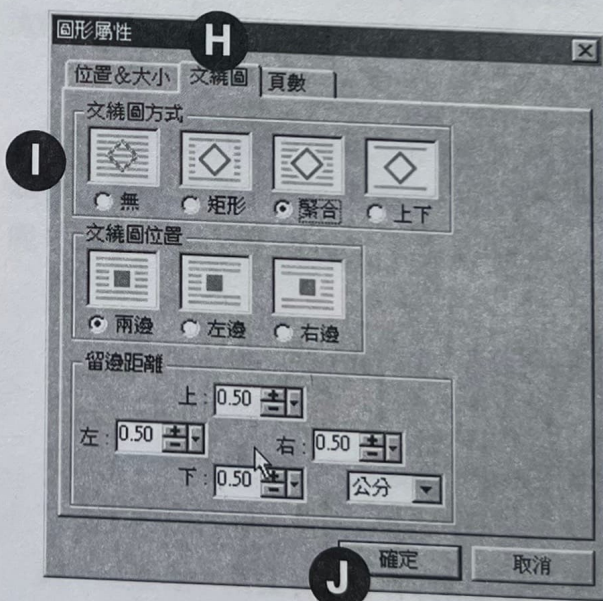 圖形屬性
H
位置&大小 文繞圖 頁數
文繞圖方式
I
無 矩形 緊合 上下
文繞圖位置
兩邊 左邊 右邊
留邊距離
上: 0.50
左: 0.50 右: 0.50
下: 0.50 公分
J
確定 取消